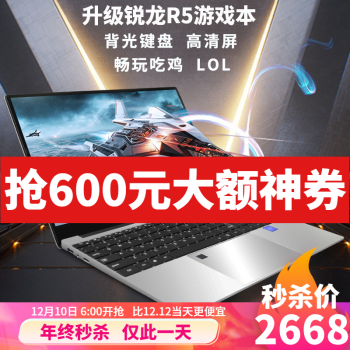 升级锐龙R5游戏本
背光键盘 高清屏
畅玩吃鸡 LOL
抢600元大额神券
秒杀价
12月10日 6:00开抢 比12.12当天更便宜
年终秒杀 仅此一天
2668